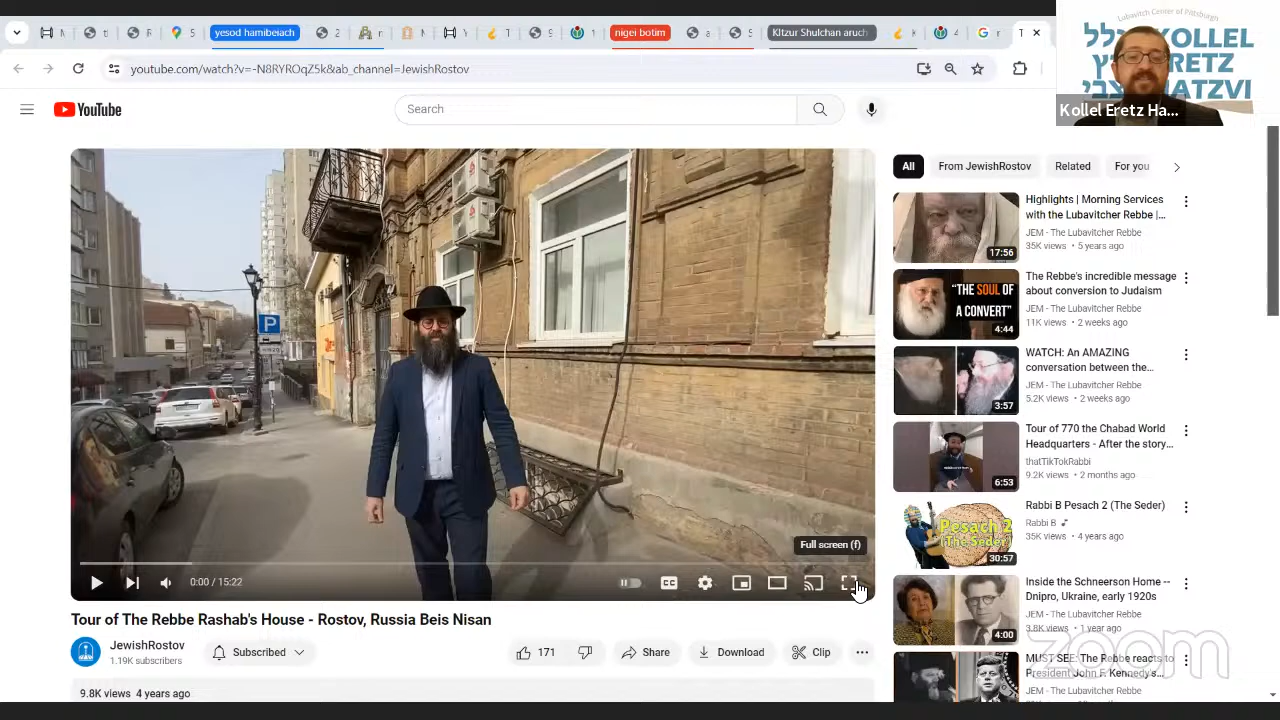 yesod hamibeiach
2
5
nigei botim
KItzur Shulchan aruch
4
youtube.com/watch?v=-N8RYROqZ5k&ab_channel=JewishRostov
Lubavitch Center of Pittsburgh
KOLLEL
Kollel Eretz Ha...
YouTube
Search
All
From JewishRostov
Related
For you
P
Highlights | Morning Services
with the Lubavitcher Rebbe |...
JEM - The Lubavitcher Rebbe
35K views • 5 years ago
17:56
The Rebbe's incredible message
about conversion to Judaism
JEM - The Lubavitcher Rebbe
11K views • 2 weeks ago
"THE SOUL OF
A CONVERT"
4:44
WATCH: An AMAZING
conversation between the...
JEM - The Lubavitcher Rebbe
5.2K views • 2 weeks ago
3:57
Tour of 770 the Chabad World
Headquarters - After the story...
thatTikTokRabbi
9.2K views • 2 months ago
6:53
Rabbi B Pesach 2 (The Seder)
Rabbi B
35K views • 4 years ago
Pesach 2
(The Seder)
30:57
Inside the Schneerson Home --
Dnipro, Ukraine, early 1920s
JEM - The Lubavitcher Rebbe
3.8K views • 1 year ago
4:00
MUST SEE: The Rebbe reacts to
President John F. Kennedy's...
JEM - The Lubavitcher Rebbe
Full screen (f)
0:00 / 15:22
CC
Tour of The Rebbe Rashab's House - Rostov, Russia Beis Nisan
JewishRostov
1.19K subscribers
Subscribed
171
Share
Download
Clip
9.8K views 4 years ago
zoom